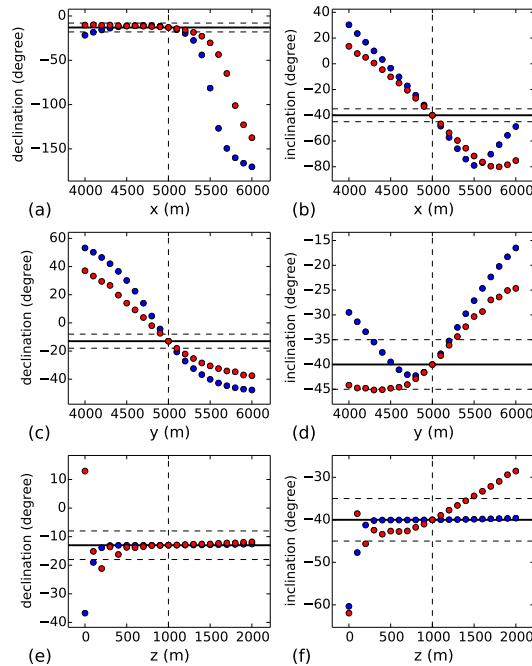 declination (degree)
0
−50
−100
−150
4000 4500 5000 5500 6000
(a)
x (m)
inclination (degree)
40
20
0
−20
−40
−60
−80
4000 4500 5000 5500 6000
(b)
x (m)
declination (degree)
60
40
20
0
−20
−40
4000 4500 5000 5500 6000
(c)
y (m)
inclination (degree)
−15
−20
−25
−30
−35
−40
−45
4000 4500 5000 5500 6000
(d)
y (m)
declination (degree)
10
0
−10
−20
−30
−40
0 500 1000 1500 2000
(e)
z (m)
inclination (degree)
−30
−40
−50
−60
0 500 1000 1500 2000
(f)
z (m)